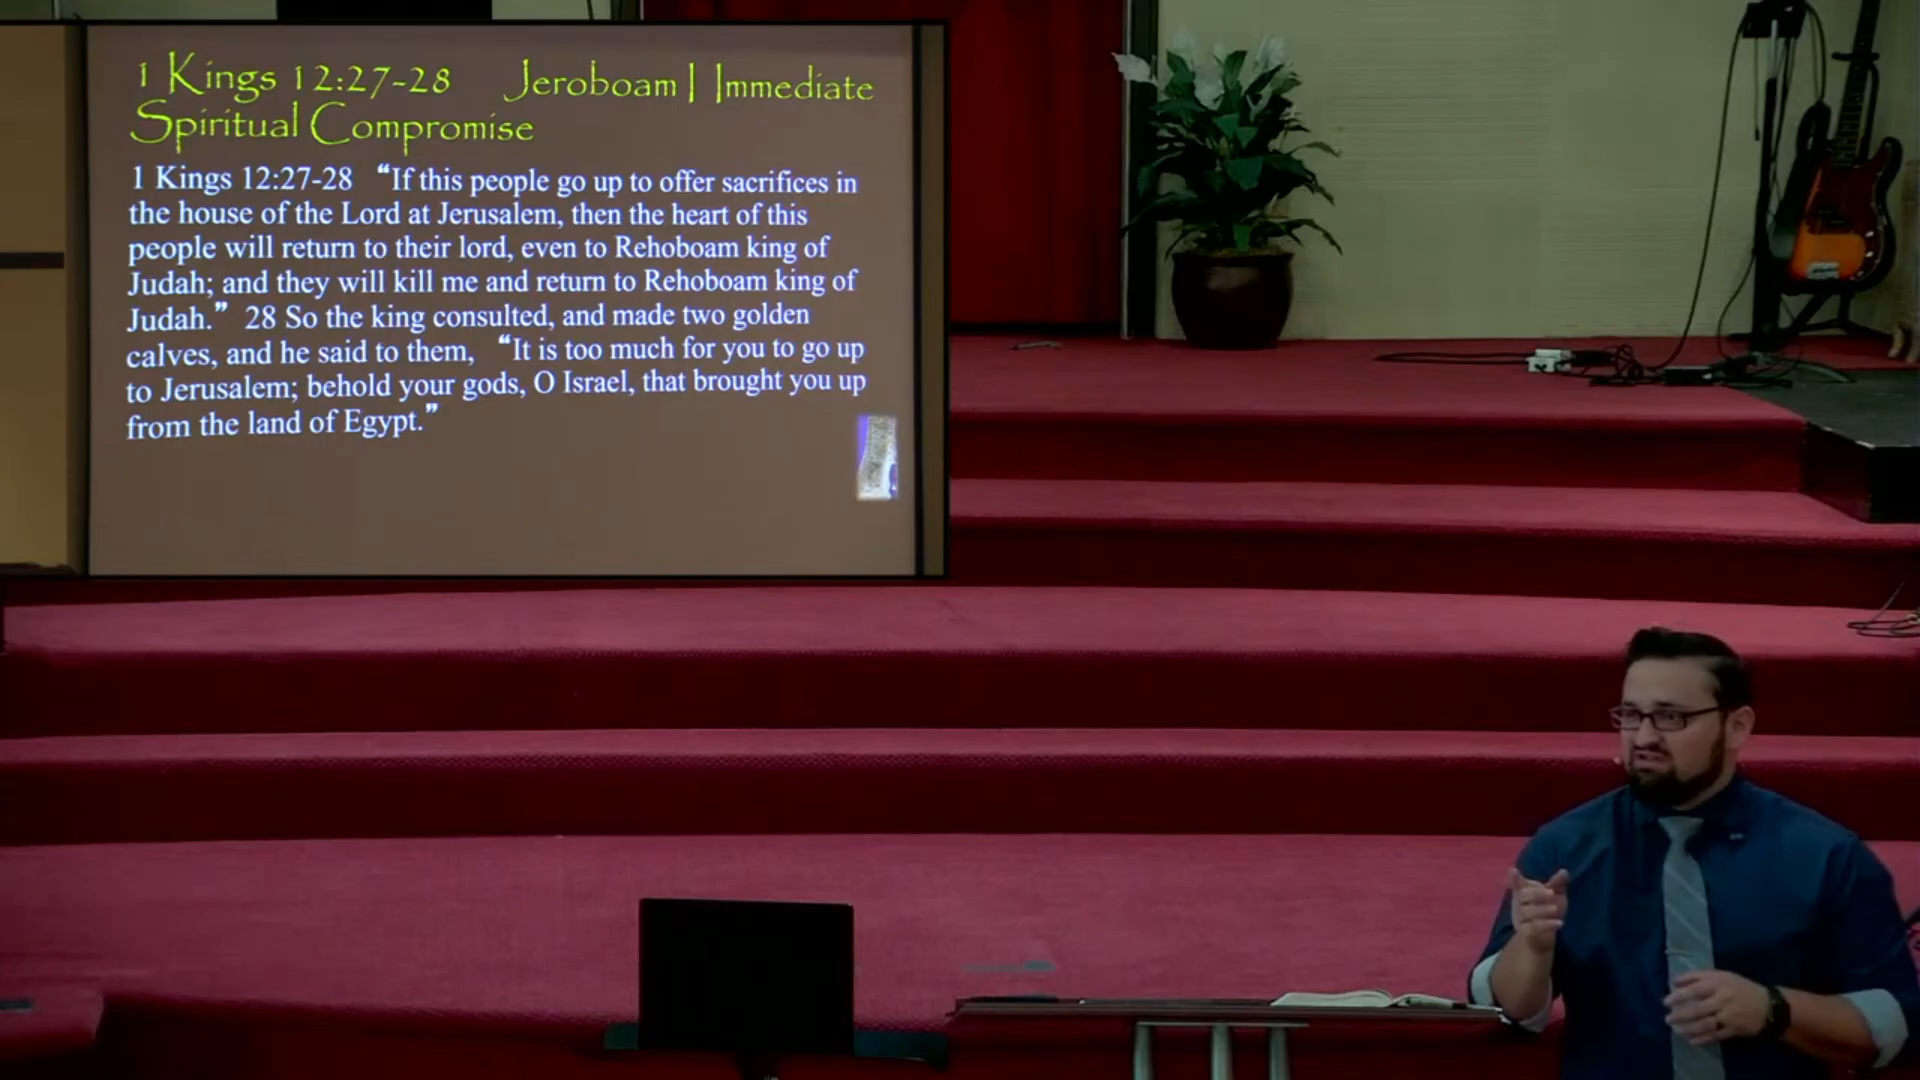 1 Kings 12:27-28 Jeroboam | Immediate
Spiritual Compromise
1 Kings 12:27-28 “If this people go up to offer sacrifices in
the house of the Lord at Jerusalem, then the heart of this
people will return to their lord, even to Rehoboam king of
Judah; and they will kill me and return to Rehoboam king of
Judah.” 28 So the king consulted, and made two golden
calves, and he said to them, “It is too much for you to go up
to Jerusalem; behold your gods, O Israel, that brought you up
from the land of Egypt.”